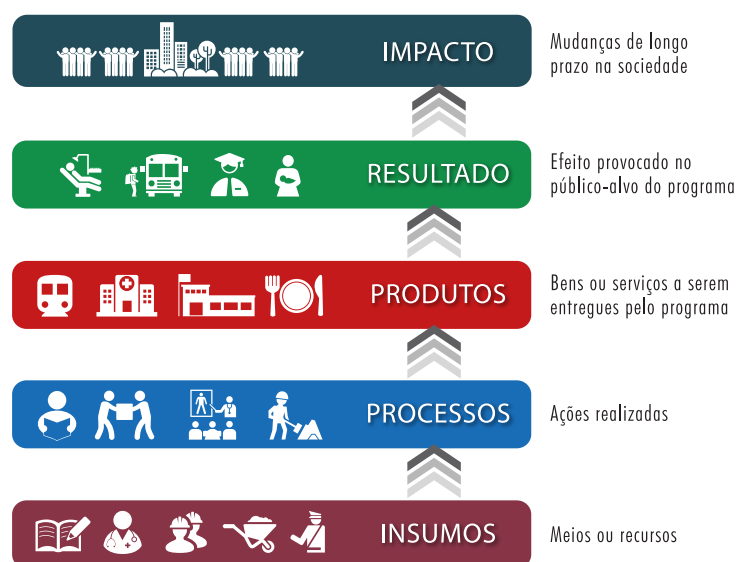 IMPACTO
Mudanças de longo
prazo na sociedade
RESULTADO
Efeito provocado no
público-alvo do programa
PRODUTOS
Bens ou serviços a serem
entregues pelo programa
PROCESSOS
Ações realizadas
INSUMOS
Meios ou recursos